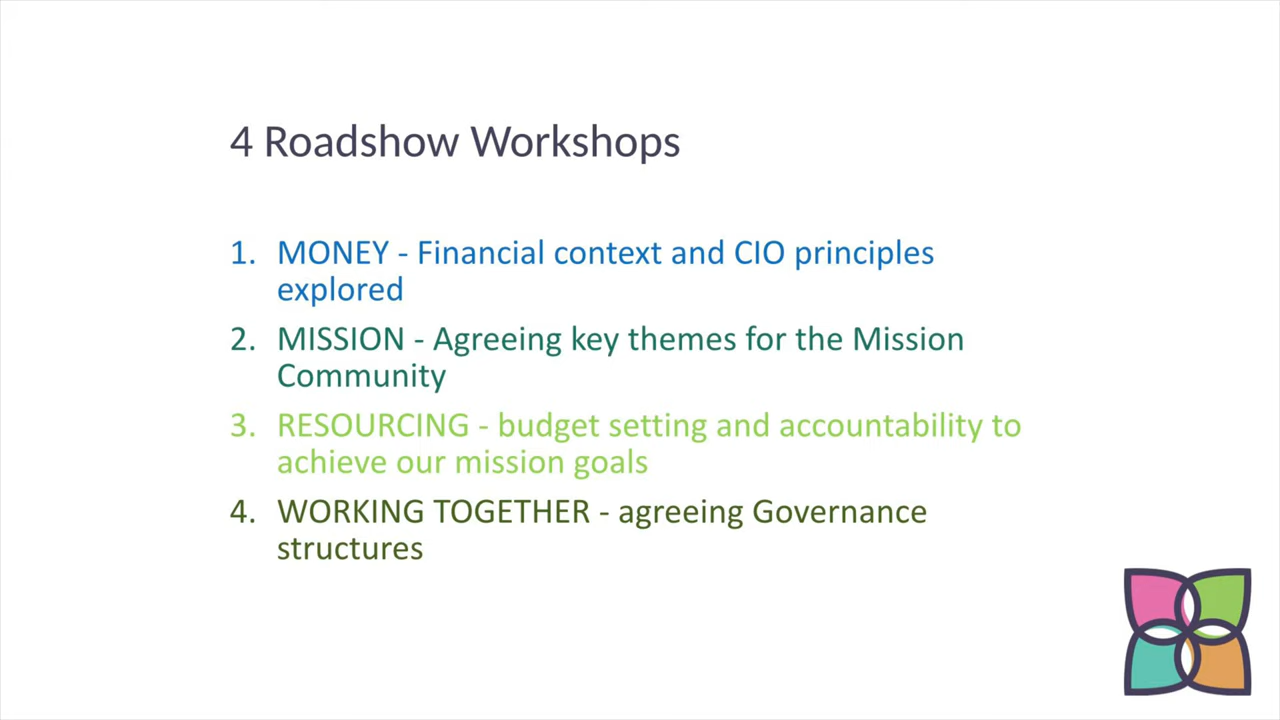 4 Roadshow Workshops
1. MONEY - Financial context and CIO principles
explored
2. MISSION - Agreeing key themes for the Mission
Community
3. RESOURCING - budget setting and accountability to
achieve our mission goals
4. WORKING TOGETHER - agreeing Governance
structures